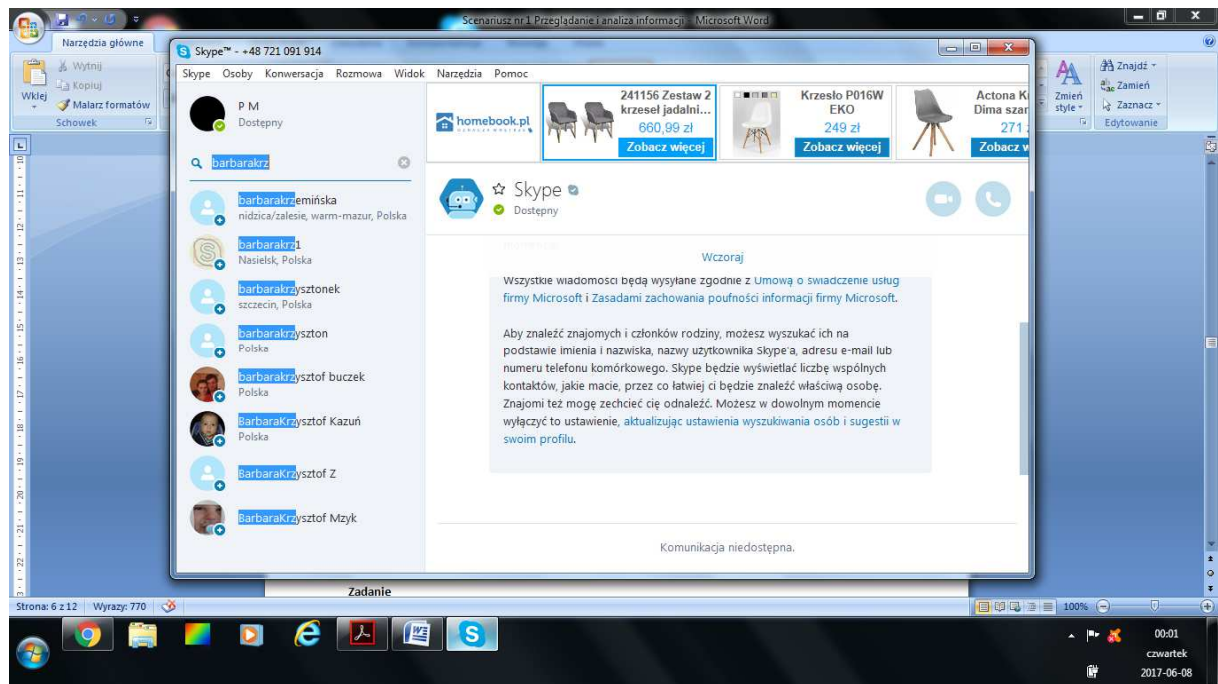 Scenariusz nr 1 Przeglądanie i analiza informacji - Microsoft Word
Narzędzia główne
Wytnij
Kopiuj
Malarz formatów
Wklej
Schowek
Znajdź
Zamień
Zaznacz
Zmień
style
Edytowanie
Skype™ - +48 721 091 914
Skype Osoby Konwersacja Rozmowa Widok Narzędzia Pomoc
P M
Dostępny
barbarakrz
barbarakrzemińska
nidzica/zalesie, warm-mazur, Polska
barbarakrz1
Nasielsk, Polska
barbarakrzysztonek
szczecin, Polska
barbarakrzyszton
Polska
barbarakrzysztof buczek
Polska
BarbaraKrzysztof Kazuń
Polska
BarbaraKrzysztof Z
BarbaraKrzysztof Mzyk
homebook.pl
241156 Zestaw 2
krzeseł jadalni...
660,99 zł
Zobacz więcej
Krzesło P016W
EKO
249 zł
Zobacz więcej
Actona K
Dima szar
271
Zobacz w
Skype
Dostępny
Wczoraj
Wszystkie wiadomości będą wysyłane zgodnie z Umową o świadczenie usług
firmy Microsoft i Zasadami zachowania poufności informacji firmy Microsoft.
Aby znaleźć znajomych i członków rodziny, możesz wyszukać ich na
podstawie imienia i nazwiska, nazwy użytkownika Skype'a, adresu e-mail lub
numeru telefonu komórkowego. Skype będzie wyświetlać liczbę wspólnych
kontaktów, jakie macie, przez co łatwiej ci będzie znaleźć właściwą osobę.
Znajomi też mogę zechcieć cię odnaleźć. Możesz w dowolnym momencie
wyłączyć to ustawienie, aktualizując ustawienia wyszukiwania osób i sugestii w
swoim profilu.
Komunikacja niedostępna.
Zadanie
Strona: 6 z 12 Wyrazy: 770
100%
00:01
czwartek
2017-06-08